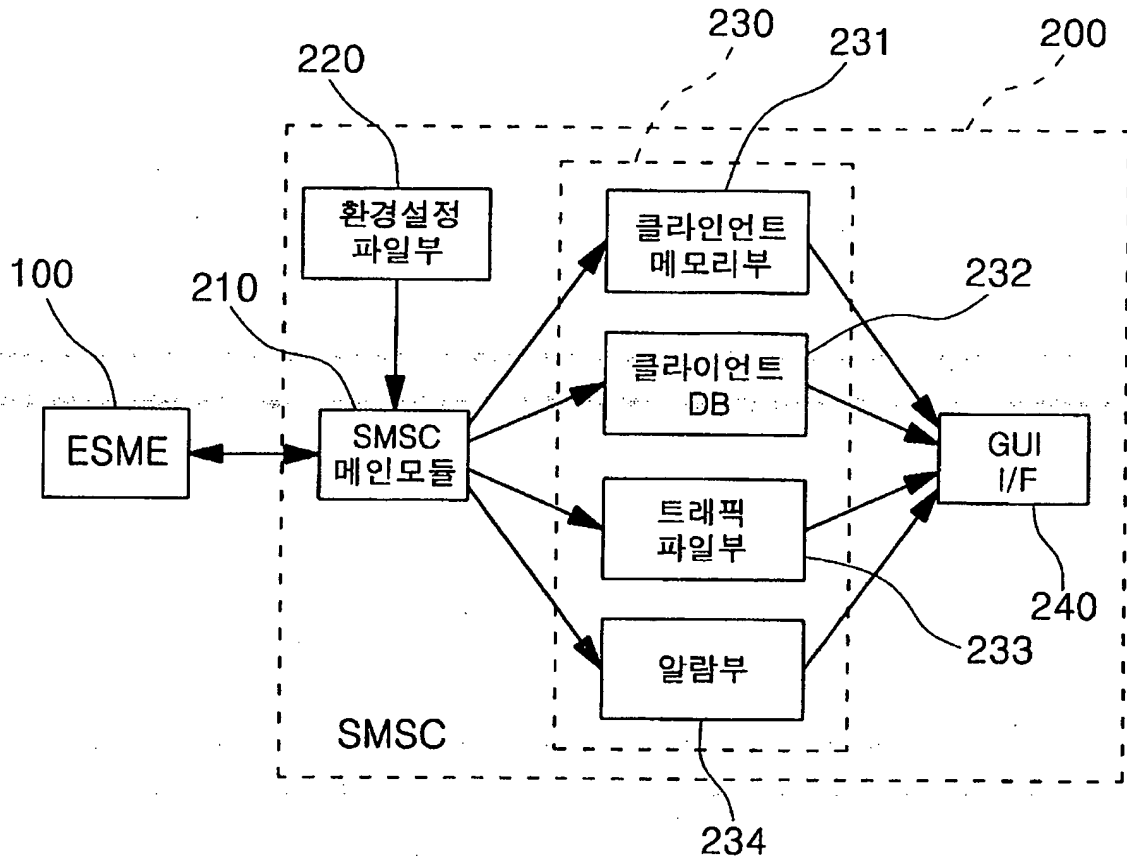 230
231
200
220
환경설정
파일부
클라인언트
메모리부
100
210
232
클라이언트
DB
ESME
SMSC
메인모듈
GUI
I/F
트래픽
파일부
240
233
알람부
SMSC
234